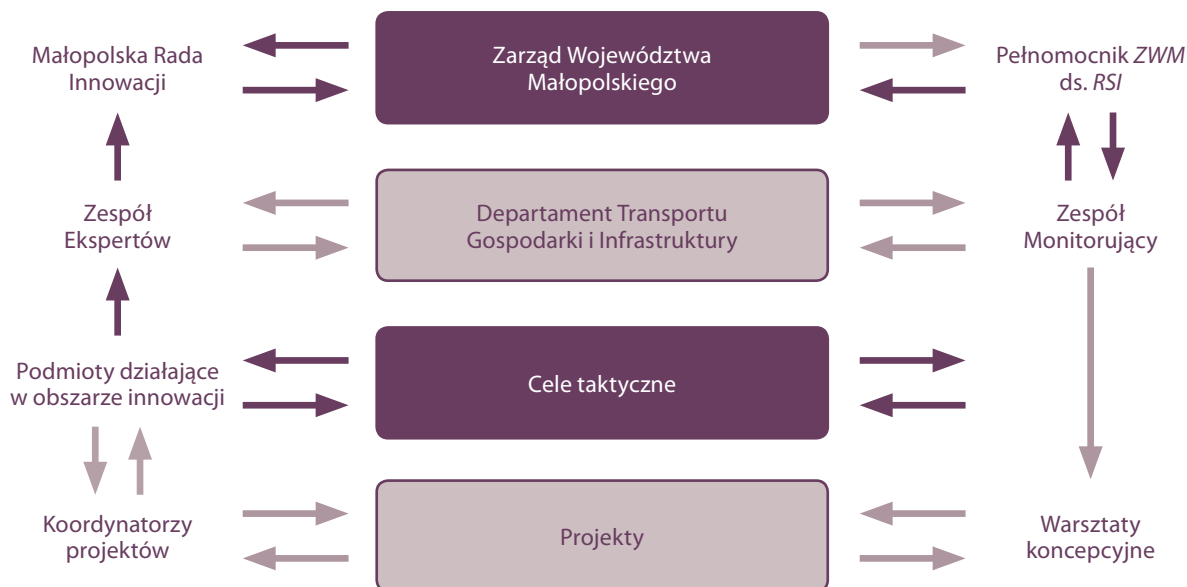 Małopolska Rada
Innowacji
Zarząd Województwa
Małopolskiego
Pełnomocnik ZWM
ds. RSI
Zespół
Ekspertów
Departament Transportu
Gospodarki i Infrastruktury
Zespół
Monitorujący
Podmioty działające
w obszarze innowacji
Cele taktyczne
Koordynatorzy
projektów
Projekty
Warsztaty
koncepcyjne